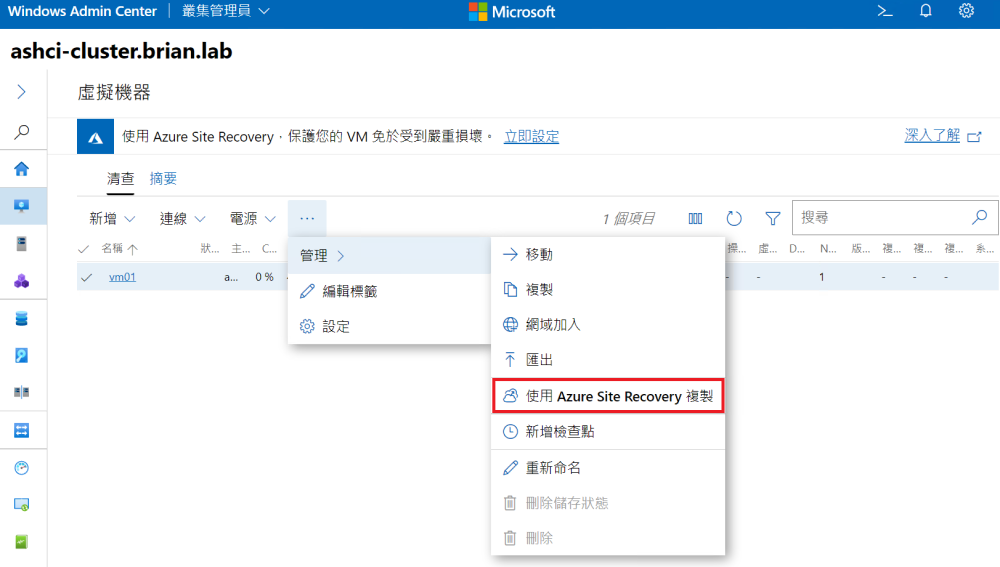 Windows Admin Center | 叢集管理員
Microsoft
ashci-cluster.brian.lab
虛擬機器
使用 Azure Site Recovery，保護您的 VM 免於受到嚴重損壞。 立即設定
深入了解
清查 摘要
新增 連線 電源 ...
1 個項目
搜尋
名稱 狀... 主... C... 操... 虛... D... N... 版... 複... 複... 複... 系...
vm01 a... 0 % - - 1 - - -
管理
編輯標籤
設定
移動
複製
網域加入
匯出
使用 Azure Site Recovery 複製
新增檢查點
重新命名
刪除儲存狀態
刪除